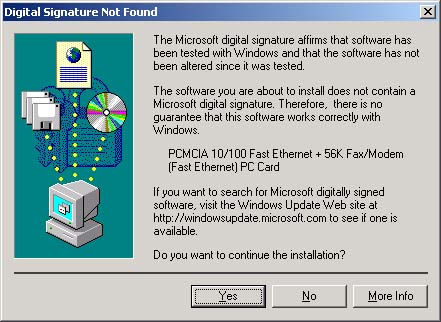 Digital Signature Not Found
The Microsoft digital signature affirms that software has
been tested with Windows and that the software has not
been altered since it was tested.
The software you are about to install does not contain a
Microsoft digital signature. Therefore,  there is no
guarantee that this software works correctly with
Windows.
PCMCIA 10/100 Fast Ethernet + 56K Fax/Modem
(Fast Ethernet) PC Card
If you want to search for Microsoft digitally signed
software, visit the Windows Update Web site at
http://windowsupdate.microsoft.com to see if one is
available.
Do you want to continue the installation?
Yes No More Info